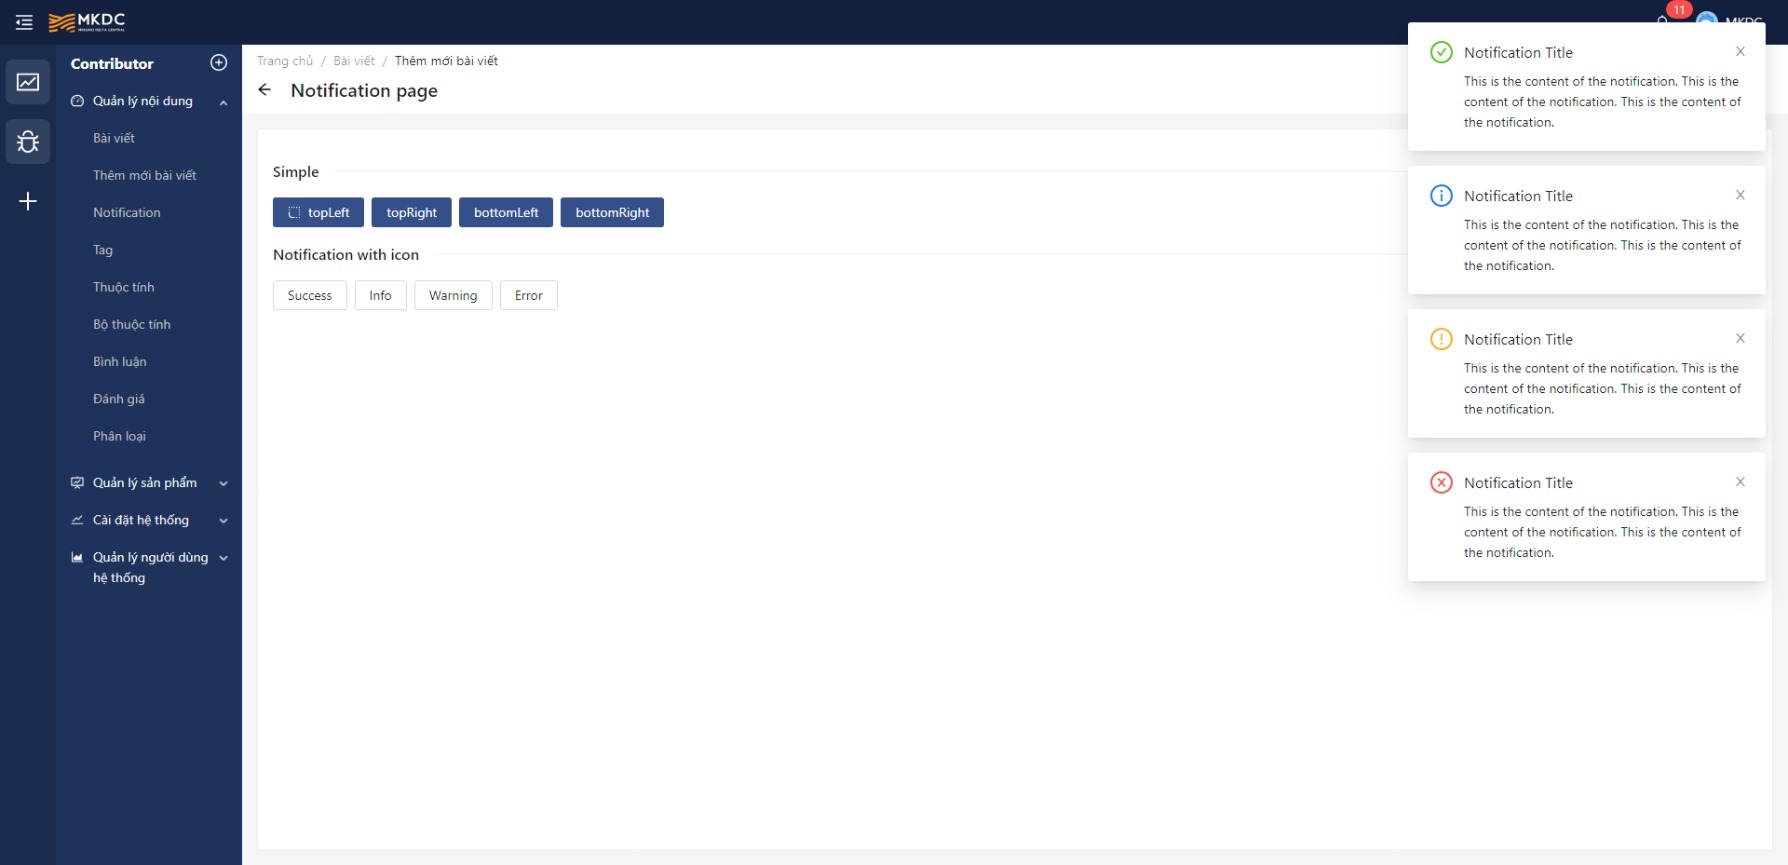 MKDC
MEKONG DELTA CENTRAL
11
Contributor
Quản lý nội dung
Bài viết
Thêm mới bài viết
Notification
Tag
Thuộc tính
Bộ thuộc tính
Bình luận
Đánh giá
Phân loại
Quản lý sản phẩm
Cài đặt hệ thống
Quản lý người dùng
hệ thống
Trang chủ / Bài viết / Thêm mới bài viết
Notification page
Simple
topLeft topRight bottomLeft bottomRight
Notification with icon
Success Info Warning Error
Notification Title
This is the content of the notification. This is the
content of the notification. This is the content of
the notification.
Notification Title
This is the content of the notification. This is the
content of the notification. This is the content of
the notification.
Notification Title
This is the content of the notification. This is the
content of the notification. This is the content of
the notification.
Notification Title
This is the content of the notification. This is the
content of the notification. This is the content of
the notification.